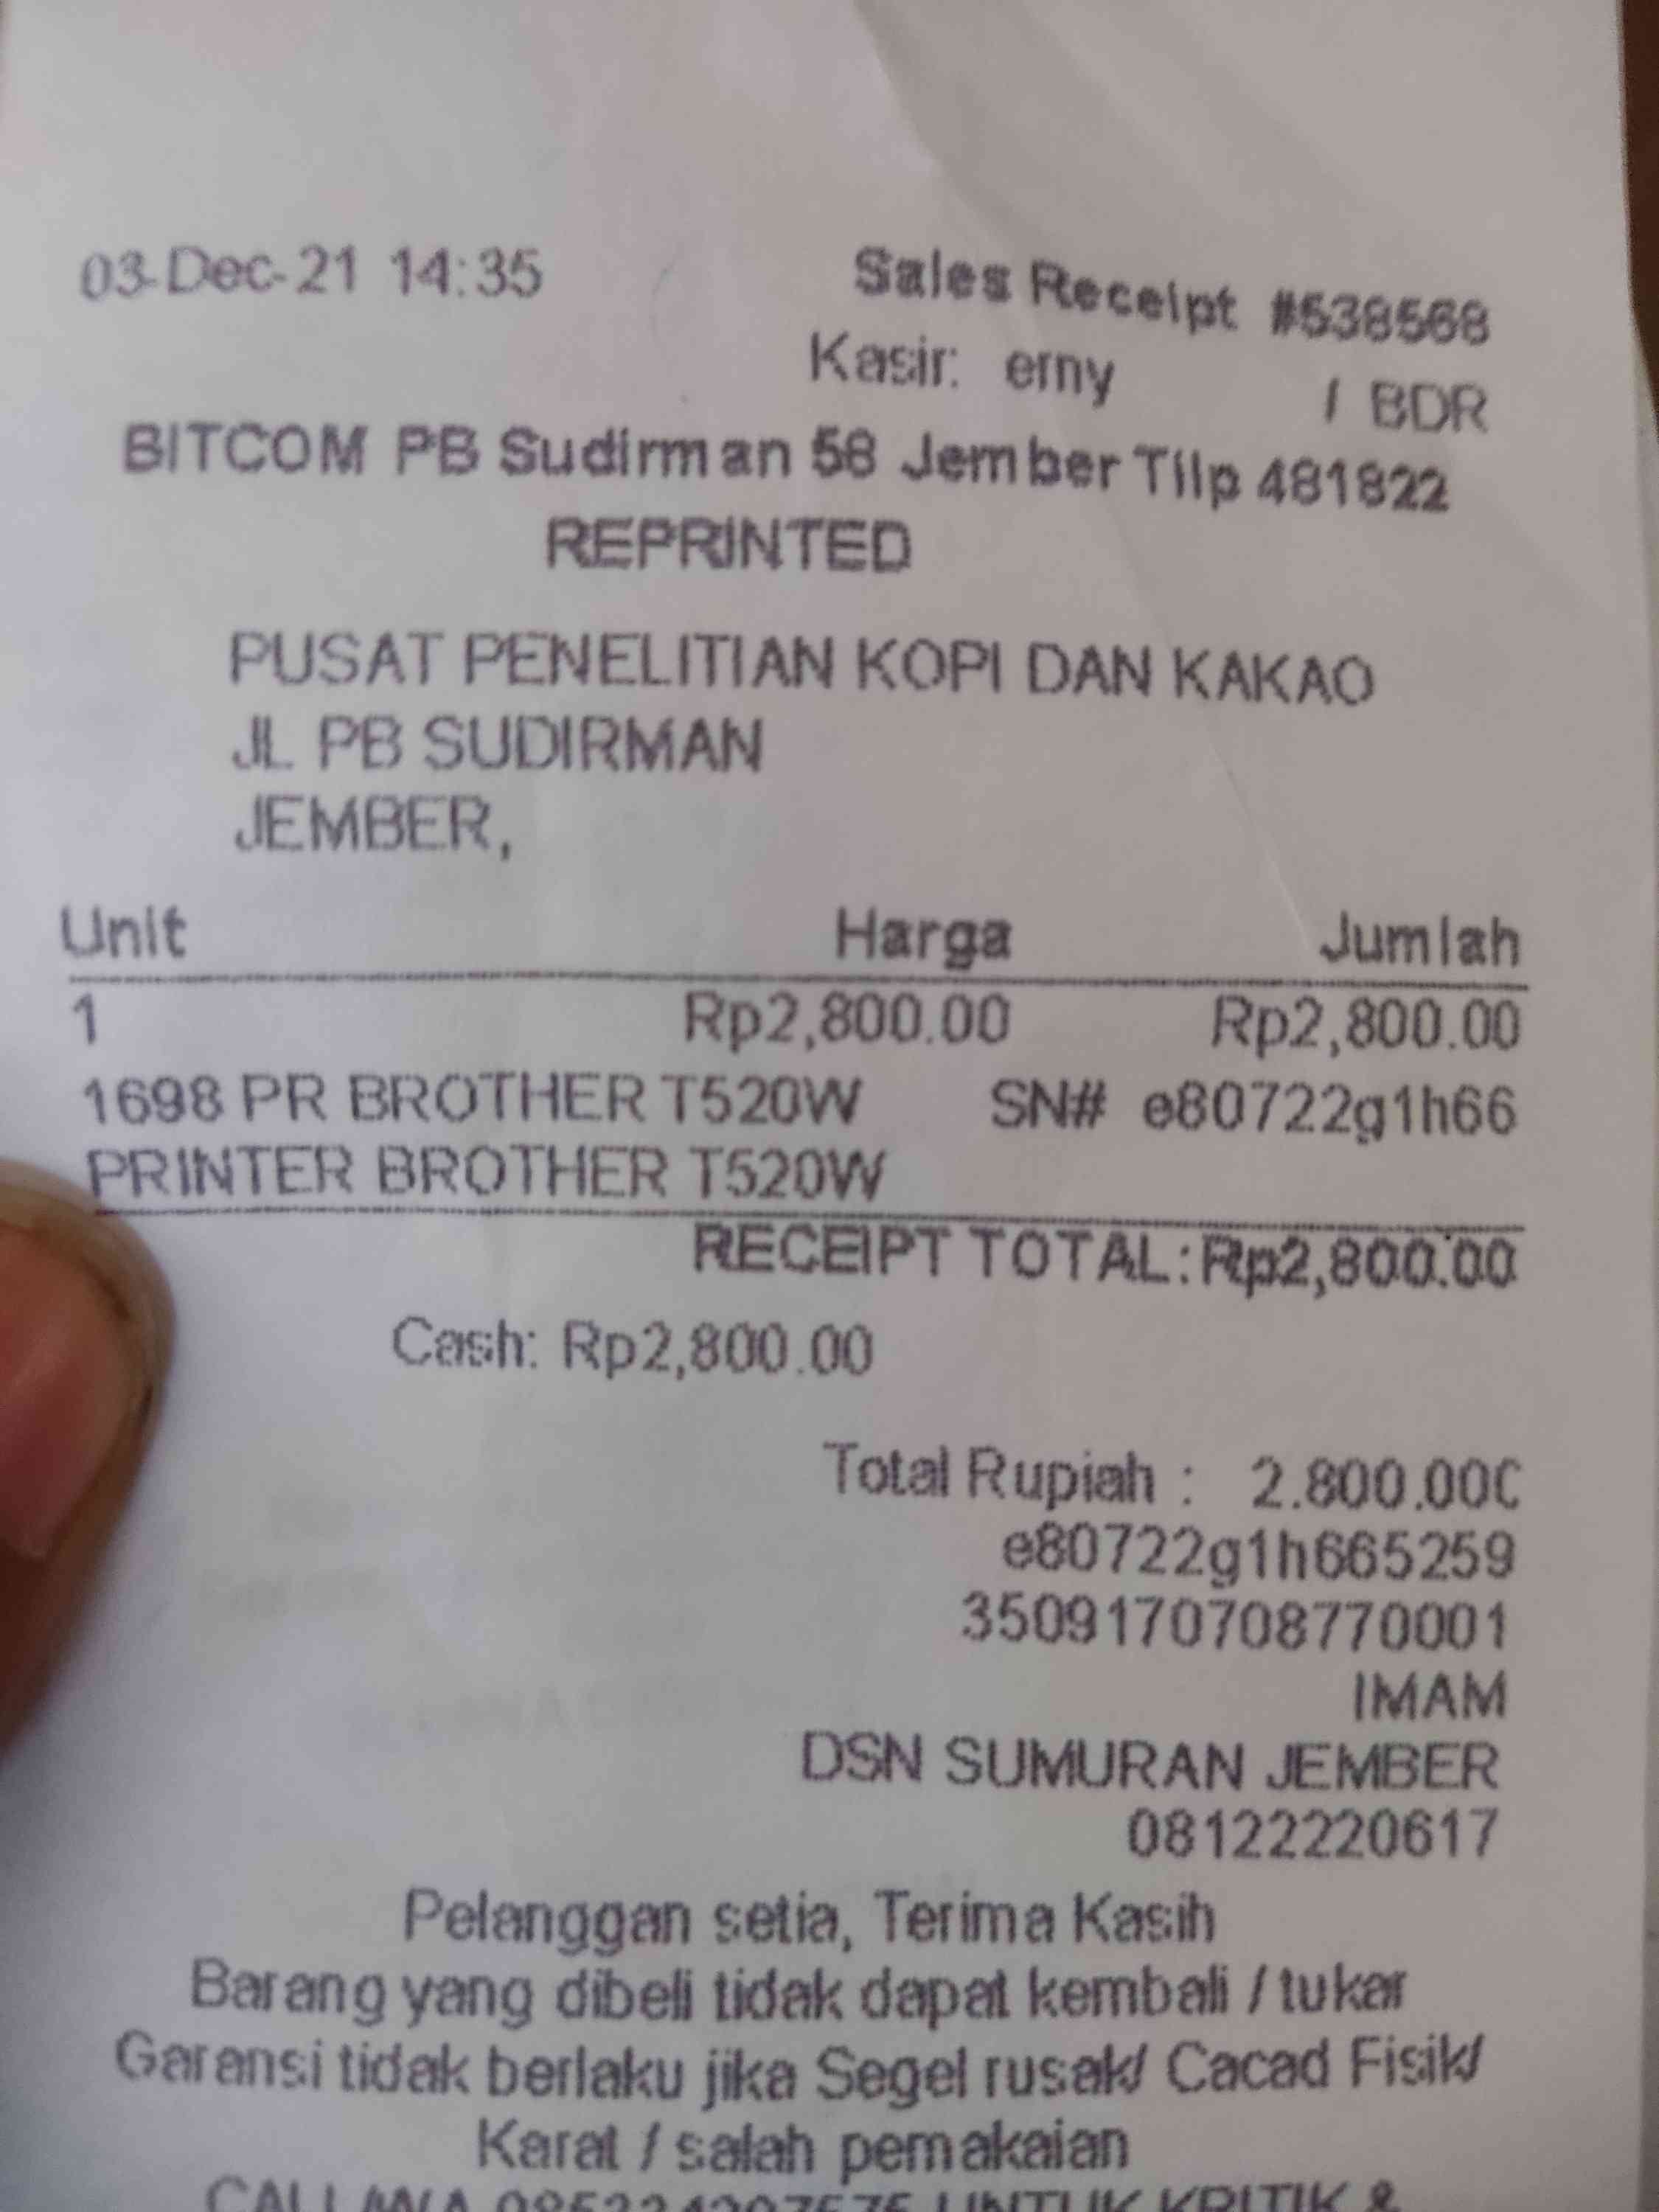 03-Dec-21 14:35 Sales Receipt #538568
Kasir: erny / BDR
BITCOM PB Sudirman 58 Jember Tllp 481822
REPRINTED
PUSAT PENELITIAN KOPI DAN KAKAO
JL PB SUDIRMAN
JEMBER,
Unit Harga Jumlah
1 Rp2,800.00 Rp2,800.00
1698 PR BROTHER T520W SN# e80722g1h66
PRINTER BROTHER T520W
RECEIPT TOTAL: Rp2,800.00
Cash: Rp2,800.00
Total Rupiah : 2.800.00C
e80722g1h665259
3509170708770001
IMAM
DSN SUMURAN JEMBER
08122220617
Pelanggan setia, Terima Kasih
Barang yang dibeli tidak dapat kembali / tukar
Garansi tidak berlaku jika Segel rusak/ Cacad Fisik/
Karat / salah pemakaian
UNTUK KRITIK &